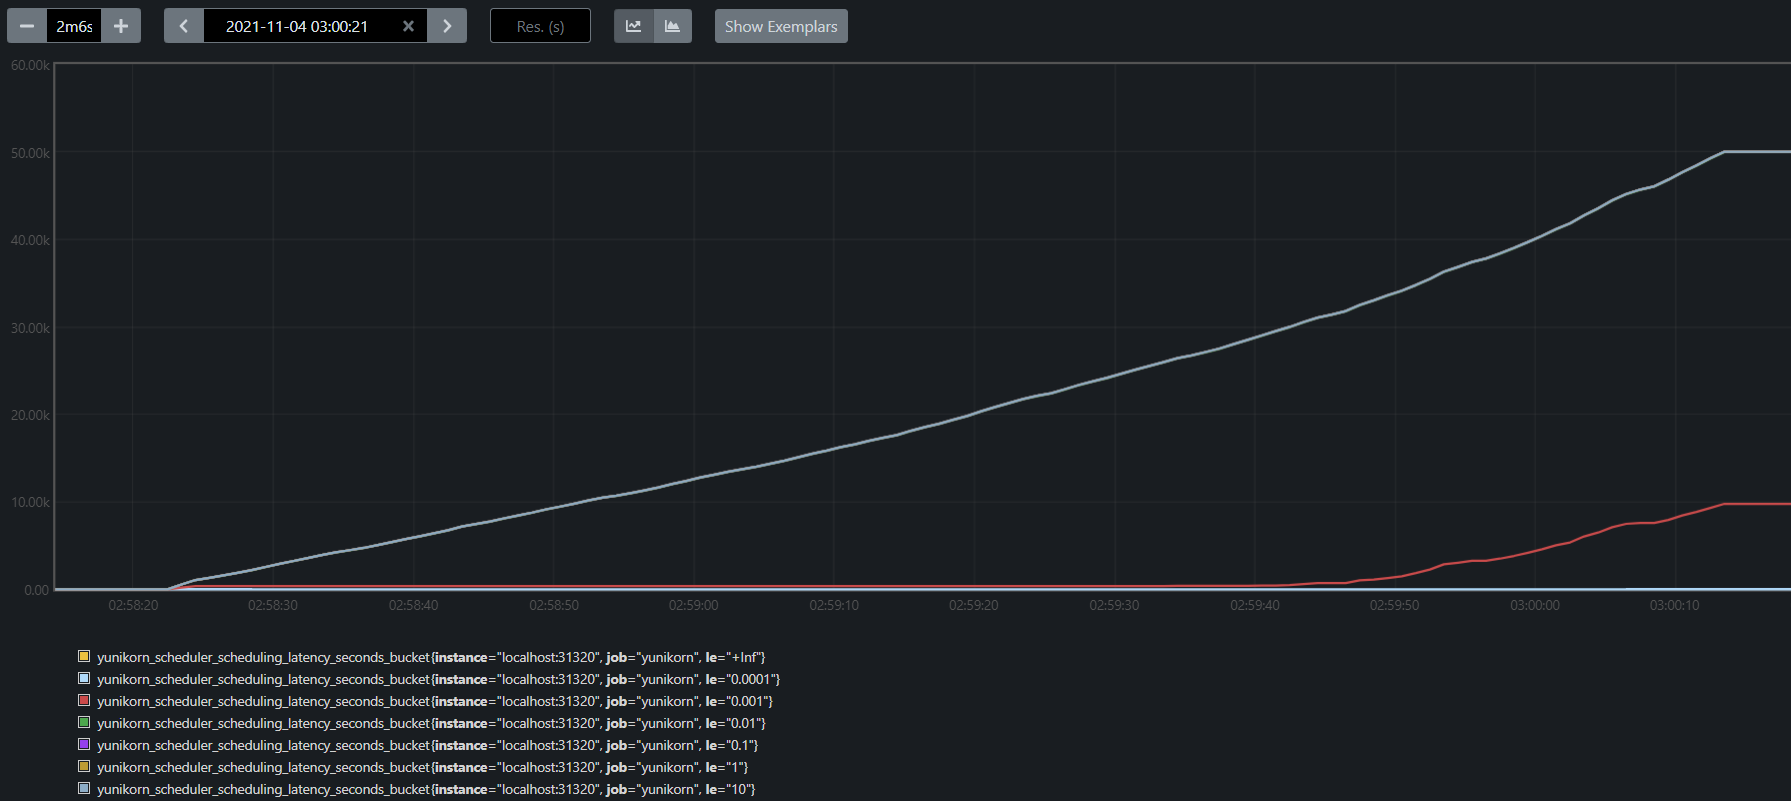 2m6s 2021-11-04 03:00:21 Res. (s) Show Exemplars
60.00k
50.00k
40.00k
30.00k
20.00k
10.00k
0.00
02:58:20 02:58:30 02:58:40 02:58:50 02:59:00 02:59:10 02:59:20 02:59:30 02:59:40 02:59:50 03:00:00 03:00:10
yunikorn_scheduler_scheduling_latency_seconds_bucket{instance="localhost:31320", job="yunikorn", le="+Inf"}
yunikorn_scheduler_scheduling_latency_seconds_bucket{instance="localhost:31320", job="yunikorn", le="0.0001"}
yunikorn_scheduler_scheduling_latency_seconds_bucket{instance="localhost:31320", job="yunikorn", le="0.001"}
yunikorn_scheduler_scheduling_latency_seconds_bucket{instance="localhost:31320", job="yunikorn", le="0.01"}
yunikorn_scheduler_scheduling_latency_seconds_bucket{instance="localhost:31320", job="yunikorn", le="0.1"}
yunikorn_scheduler_scheduling_latency_seconds_bucket{instance="localhost:31320", job="yunikorn", le="1"}
yunikorn_scheduler_scheduling_latency_seconds_bucket{instance="localhost:31320", job="yunikorn", le="10"}